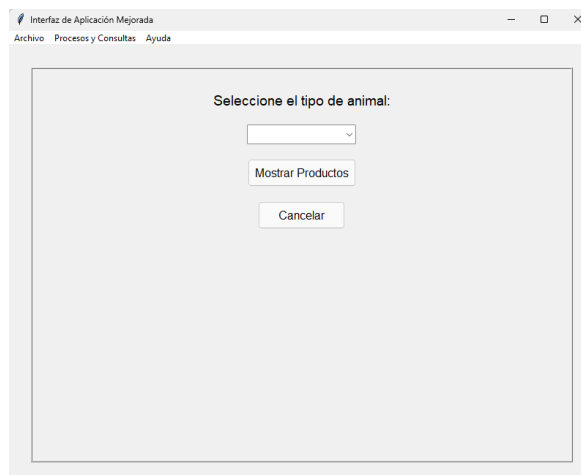 Interfaz de Aplicación Mejorada
Archivo Procesos y Consultas Ayuda
Seleccione el tipo de animal:
Mostrar Productos
Cancelar